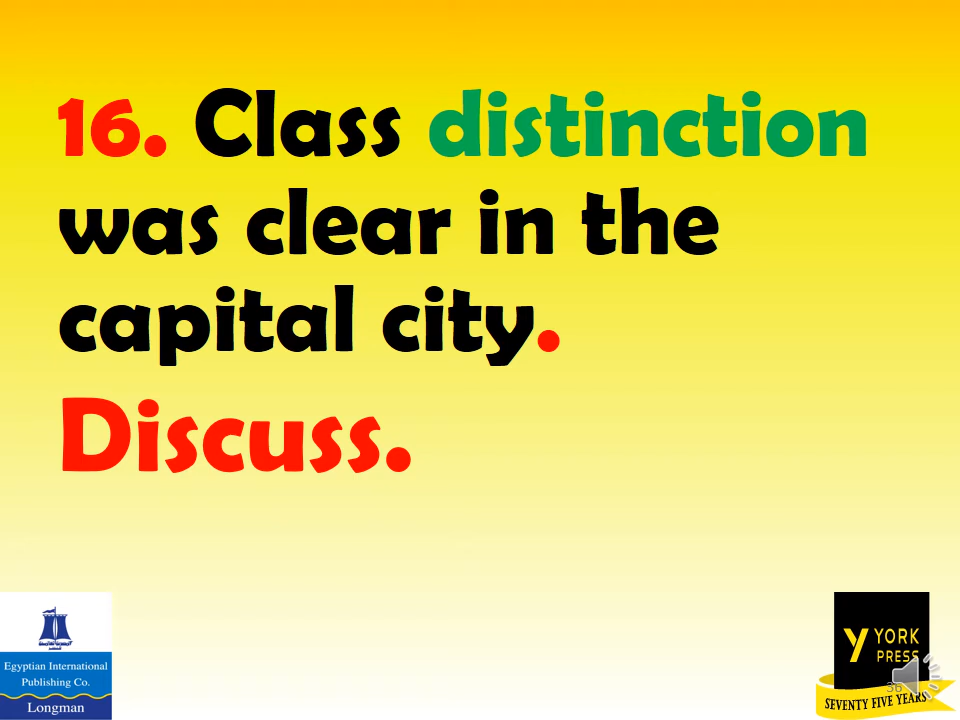 16. Class distinction
was clear in the
capital city.
Discuss.
Egyptian International
Publishing Co.
Longman
Y YORK
PRESS
36
SEVENTY FIVE YEARS